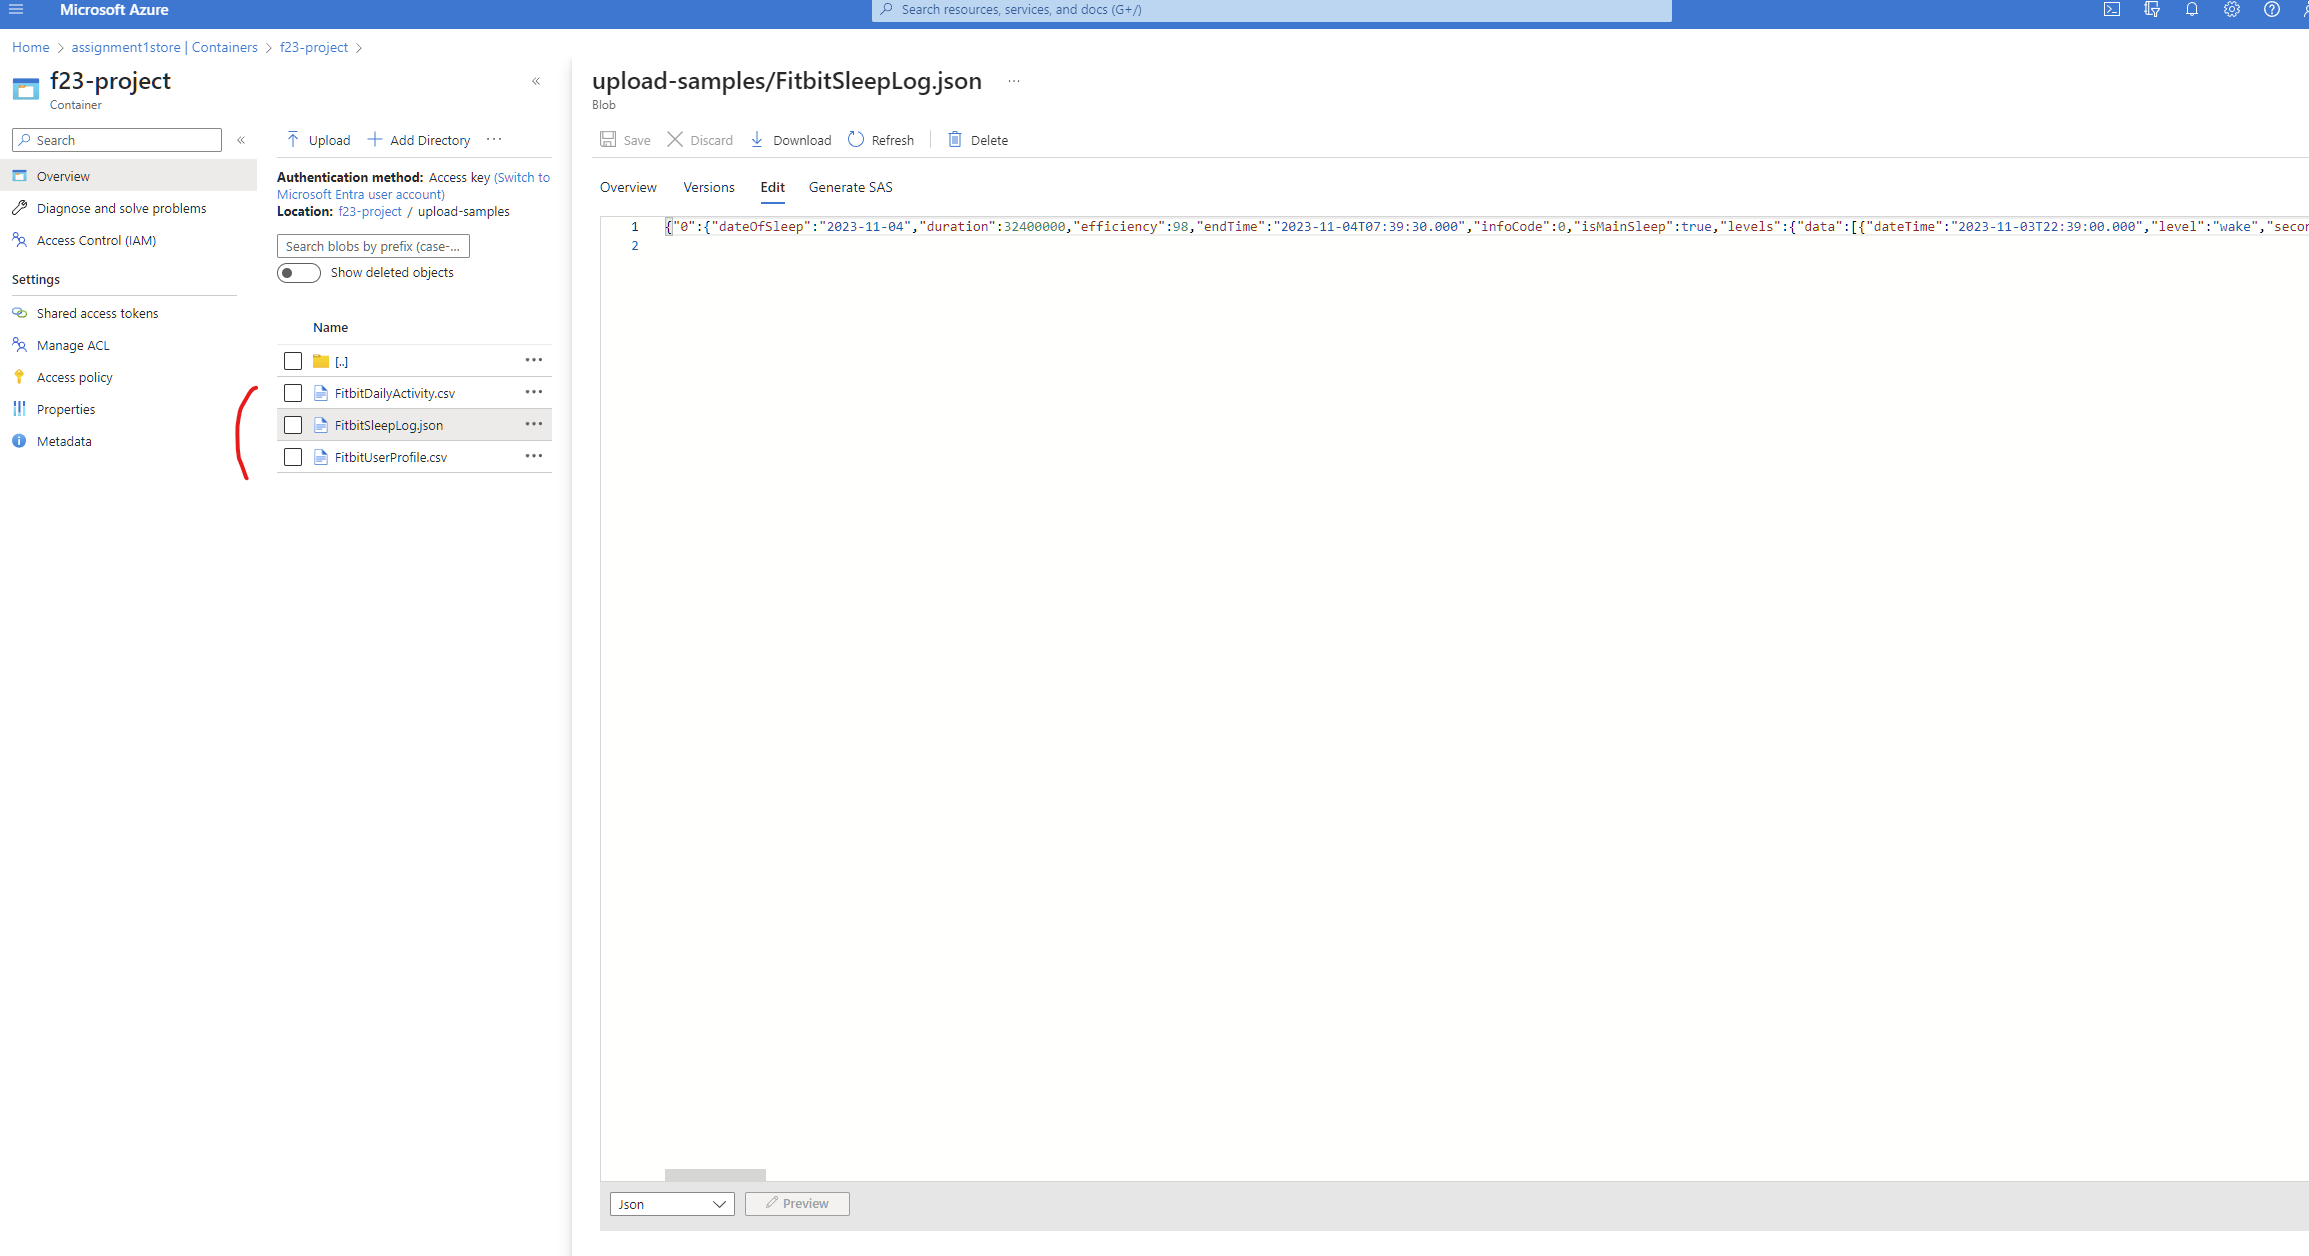 Microsoft Azure
Search resources, services, and docs (G+/)
Home > assignment1store | Containers > f23-project >
f23-project
Container
Search
Overview
Diagnose and solve problems
Access Control (IAM)
Settings
Shared access tokens
Manage ACL
Access policy
Properties
Metadata
Upload
Add Directory
Authentication method: Access key (Switch to
Microsoft Entra user account)
Location: f23-project / upload-samples
Search blobs by prefix (case-...
Show deleted objects
Name
[..]
FitbitDailyActivity.csv
FitbitSleepLog.json
FitbitUserProfile.csv
upload-samples/FitbitSleepLog.json
Blob
Save
Discard
Download
Refresh
Delete
Overview
Versions
Edit
Generate SAS
1 {"0":{"dateOfSleep":"2023-11-04","duration":32400000,"efficiency":98,"endTime":"2023-11-04T07:39:30.000","infoCode":0,"isMainSleep":true,"levels":{"data":[{"dateTime":"2023-11-03T22:39:00.000","level":"wake","secon
2
Json
Preview